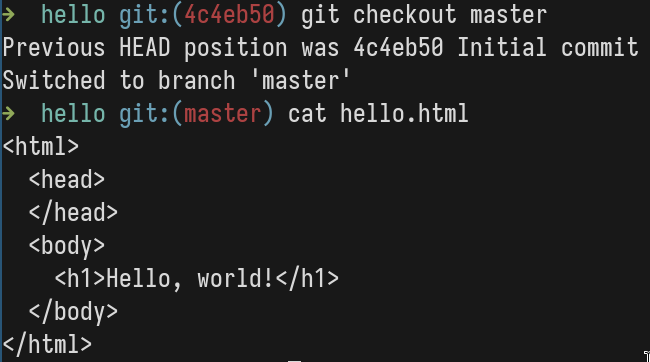 ➜  hello git:(4c4eb50) git checkout master
Previous HEAD position was 4c4eb50 Initial commit
Switched to branch 'master'
➜  hello git:(master) cat hello.html
<html>
  <head>
  </head>
  <body>
    <h1>Hello, world!</h1>
  </body>
</html>